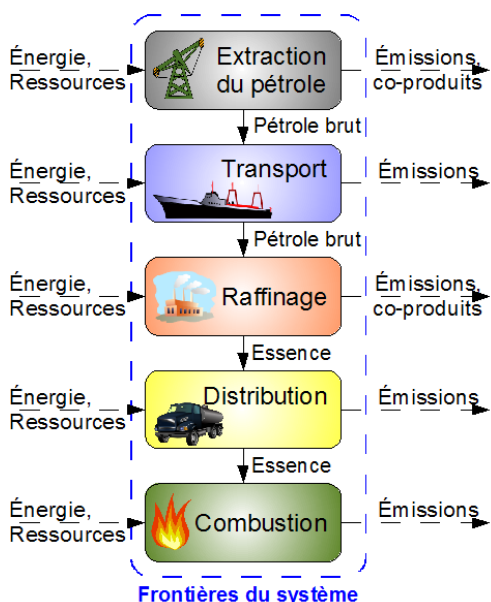 Énergie,
Ressources
Extraction
du pétrole
Émissions,
co-produits
Pétrole brut
Énergie,
Ressources
Transport
Émissions
Pétrole brut
Énergie,
Ressources
Raffinage
Émissions,
co-produits
Essence
Énergie,
Ressources
Distribution
Émissions
Essence
Énergie,
Ressources
Combustion
Émissions
Frontières du système